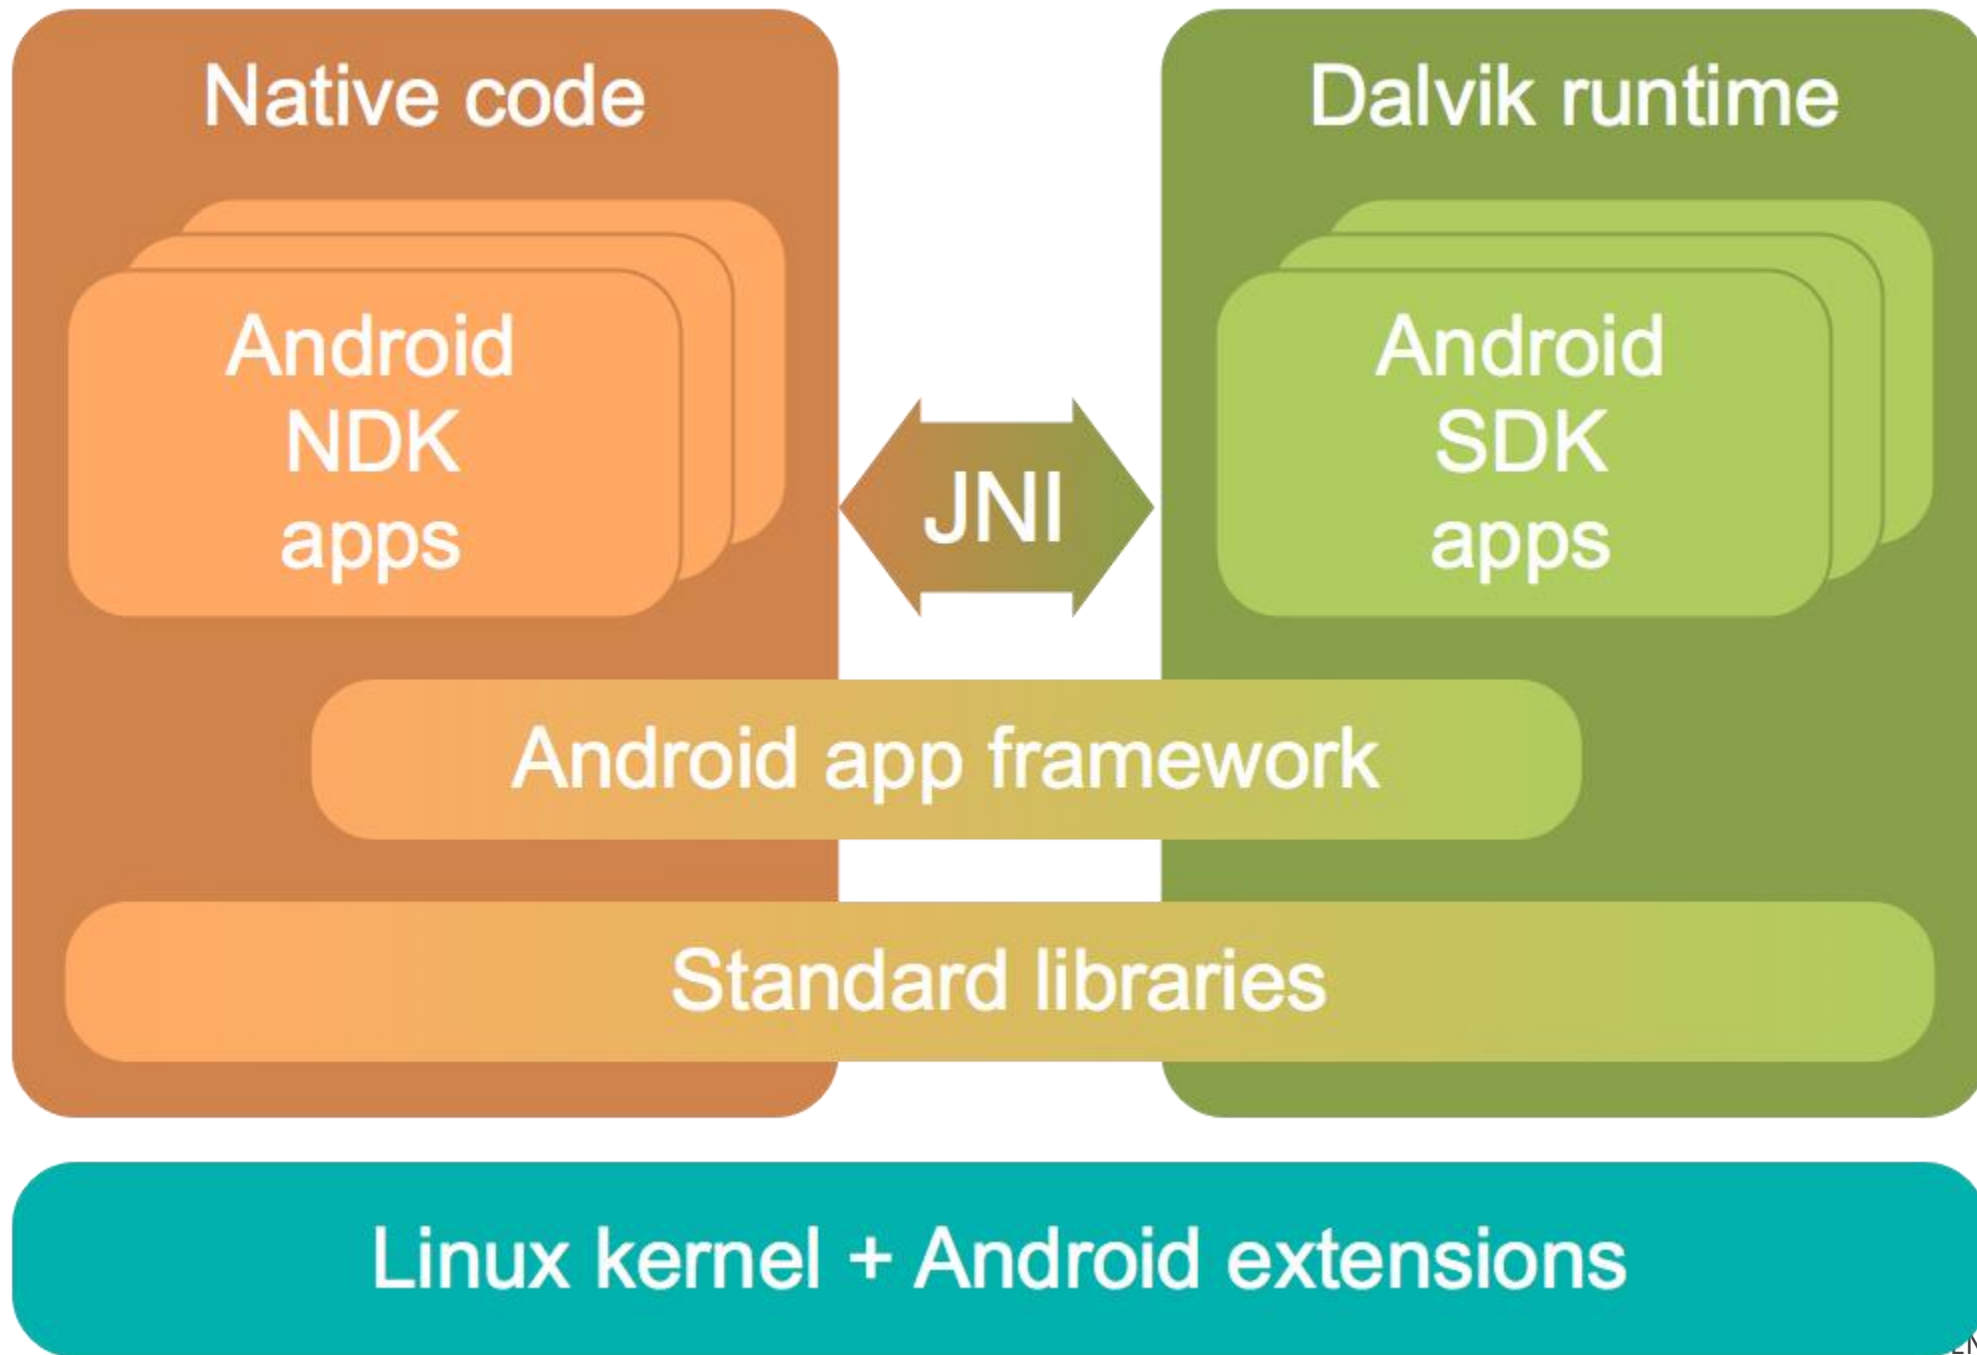 Native code
Dalvik runtime
Android
NDK
apps
JNI
Android
SDK
apps
Android app framework
Standard libraries
Linux kernel + Android extensions